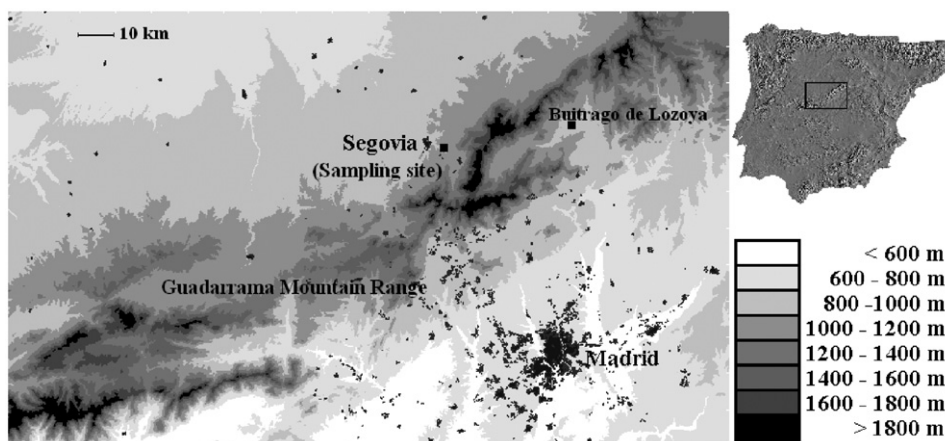 10 km
Buitrago de Lozoya
Segovia
(Sampling site)
Guadarrama Mountain Range
Madrid
< 600 m
600 - 800 m
800 -1000 m
1000 - 1200 m
1200 - 1400 m
1400 - 1600 m
1600 - 1800 m
> 1800 m